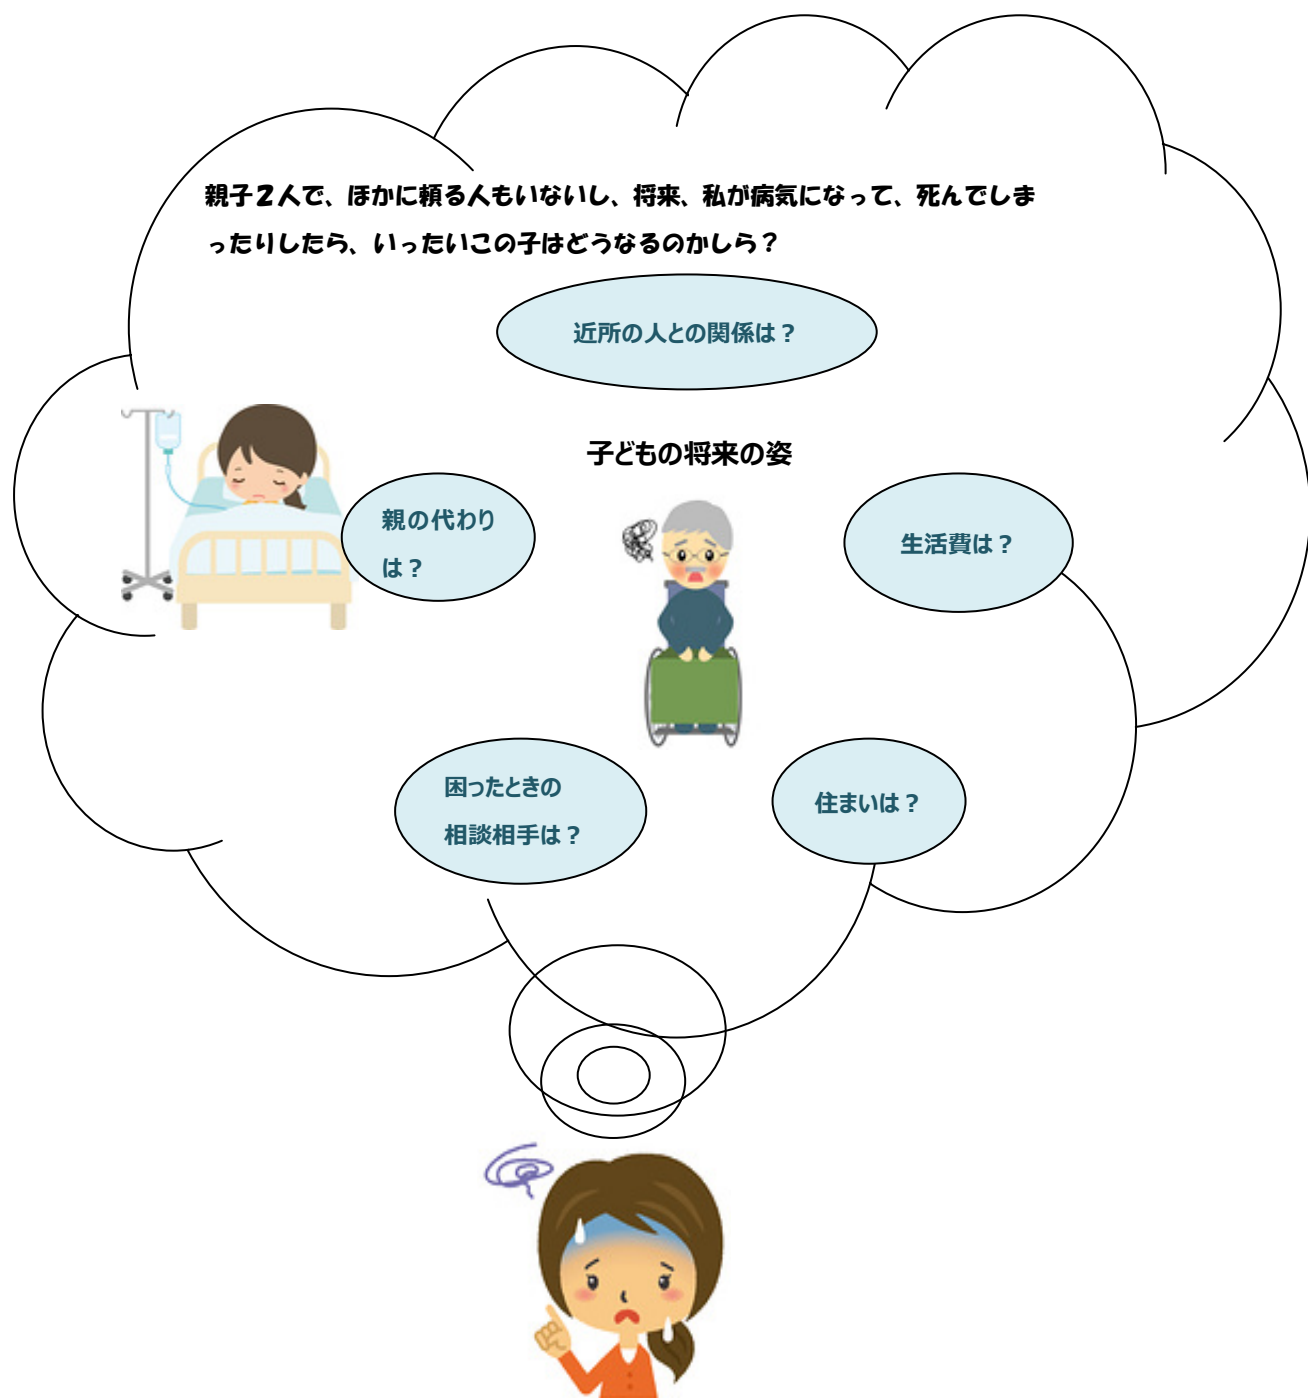 親子２人で、ほかに頼る人もいないし、将来、私が病気になって、死んでしま
ったりしたら、いったいこの子はどうなるのかしら？
近所の人との関係は？
子どもの将来の姿
親の代わり
は？
生活費は？
困ったときの
相談相手は？
住まいは？